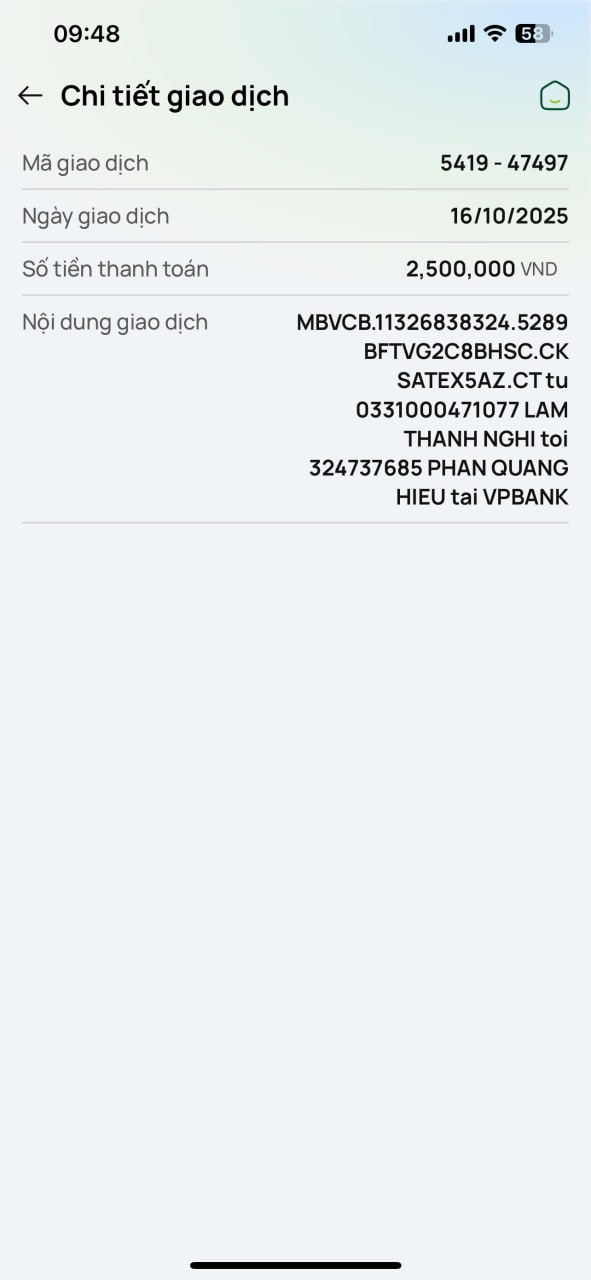 09:48
58
Chi tiết giao dịch
Mã giao dịch 5419 - 47497
Ngày giao dịch 16/10/2025
Số tiền thanh toán 2,500,000 VND
Nội dung giao dịch MBVCB.11326838324.5289
BFTVG2C8BHSC.CK
SATEX5AZ.CT tu
0331000471077 LAM
THANH NGHI toi
324737685 PHAN QUANG
HIEU tai VPBANK